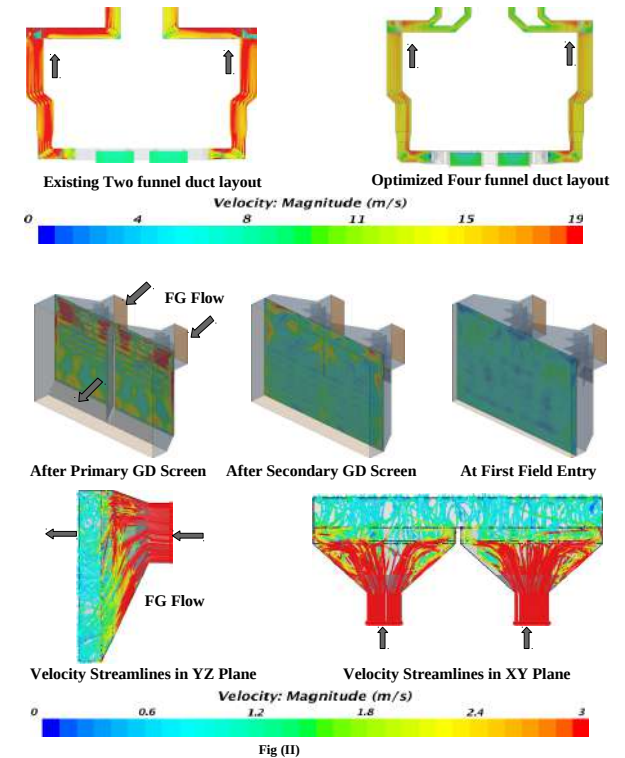 Existing Two funnel duct layout
Optimized Four funnel duct layout
Velocity: Magnitude (m/s)
0 4 8 11 15 19
FG Flow
After Primary GD Screen
After Secondary GD Screen
At First Field Entry
FG Flow
Velocity Streamlines in YZ Plane
Velocity Streamlines in XY Plane
Velocity: Magnitude (m/s)
0 0.6 1.2 1.8 2.4 3
Fig (II)